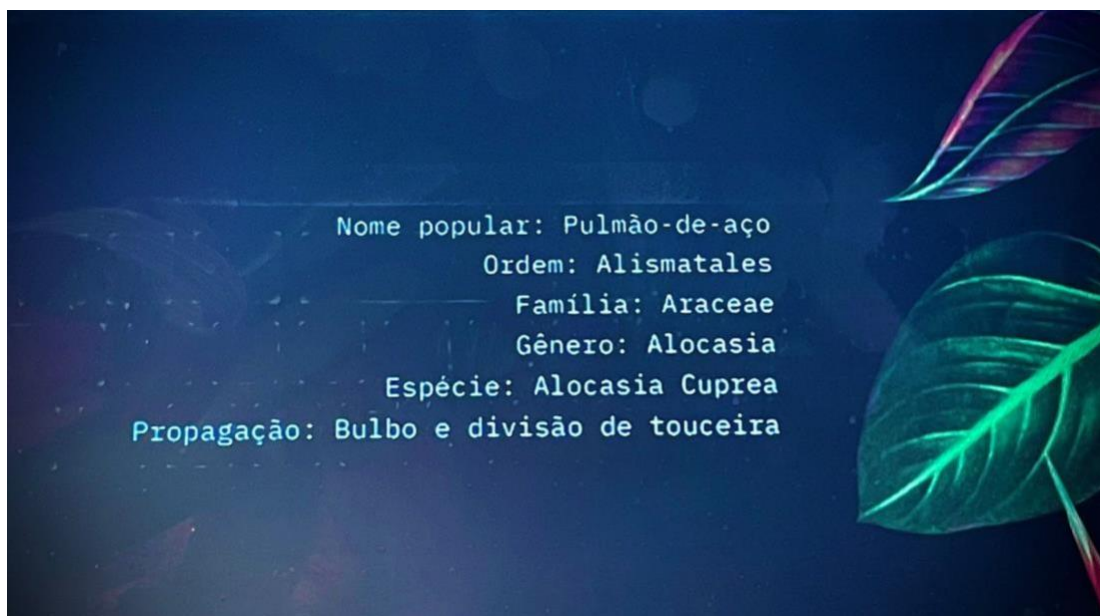 Nome popular: Pulmão-de-aço
Ordem: Alismatales
Família: Araceae
Gênero: Alocasia
Espécie: Alocasia Cuprea
Propagação: Bulbo e divisão de touceira